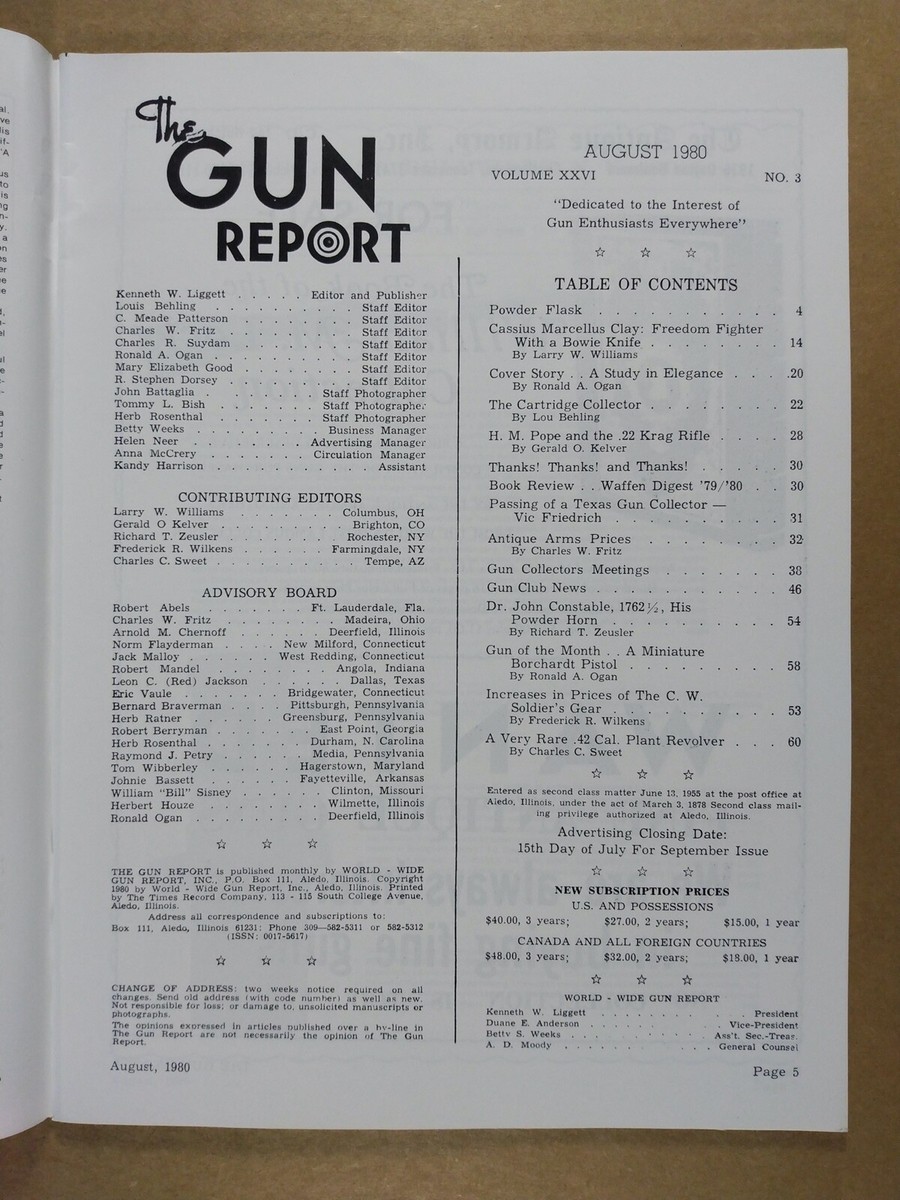 The
GUN
REPORT
Kenneth W. Liggett . . . . . Editor and Publisher
Louis Behling . . . . . . . . . . Staff Editor
C. Meade Patterson . . . . . . . . Staff Editor
Charles W. Fritz . . . . . . . . Staff Editor
Charles R. Suydam . . . . . . . . Staff Editor
Ronald A. Ogan . . . . . . . . . Staff Editor
Mary Elizabeth Good . . . . . . . Staff Editor
R. Stephen Dorsey . . . . . . . . Staff Editor
John Battaglia . . . . . . . Staff Photographer
Tommy L. Bish . . . . . . . Staff Photographer
Herb Rosenthal . . . . . . . Staff Photographer
Betty Weeks . . . . . . . Business Manager
Helen Neer . . . . . . . Advertising Manager
Anna McCrery . . . . . . . Circulation Manager
Kandy Harrison . . . . . . . . . . . Assistant
CONTRIBUTING EDITORS
Larry W. Williams . . . . . . . Columbus, OH
Gerald O Kelver . . . . . . . . . Brighton, CO
Richard T. Zeusler . . . . . . . Rochester, NY
Frederick R. Wilkens . . . . . . Farmingdale, NY
Charles C. Sweet . . . . . . . . . . Tempe, AZ
ADVISORY BOARD
Robert Abels . . . . . . . Ft. Lauderdale, Fla.
Charles W. Fritz . . . . . . . . Madeira, Ohio
Arnold M. Chernoff . . . . . . Deerfield, Illinois
Norm Flayderman . . . . New Milford, Connecticut
Jack Malloy . . . . . . West Redding, Connecticut
Robert Mandel . . . . . . . . Angola, Indiana
Leon C. (Red) Jackson . . . . . . Dallas, Texas
Eric Vaule . . . . . . . Bridgewater, Connecticut
Bernard Braverman . . . . Pittsburgh, Pennsylvania
Herb Ratner . . . . . . Greensburg, Pennsylvania
Robert Berryman . . . . . . . East Point, Georgia
Herb Rosenthal . . . . . . . Durham, N. Carolina
Raymond J. Petry . . . . . . Media, Pennsylvania
Tom Wibberley . . . . . . Hagerstown, Maryland
Johnie Bassett . . . . . . Fayetteville, Arkansas
William "Bill" Sisney . . . . . . Clinton, Missouri
Herbert Houze . . . . . . . . Wilmette, Illinois
Ronald Ogan . . . . . . . . . Deerfield, Illinois
☆ ☆ ☆
THE GUN REPORT is published monthly by WORLD - WIDE
GUN REPORT, INC., P.O. Box 111, Aledo, Illinois. Copyright
1980 by World - Wide Gun Report, Inc., Aledo, Illinois. Printed
by The Times Record Company, 113 - 115 South College Avenue,
Aledo, Illinois.
Address all correspondence and subscriptions to:
Box 111, Aledo, Illinois 61231: Phone 309—582-5311 or 582-5312
(ISSN: 0017-5617)
☆ ☆ ☆
CHANGE OF ADDRESS: two weeks notice required on all
changes. Send old address (with code number) as well as new.
Not responsible for loss; or damage to, unsolicited manuscripts or
photographs.
The opinions expressed in articles published over a by-line in
The Gun Report are not necessarily the opinion of The Gun
Report.
August, 1980
AUGUST 1980
VOLUME XXVI NO. 3
"Dedicated to the Interest of
Gun Enthusiasts Everywhere"
☆ ☆ ☆
TABLE OF CONTENTS
Powder Flask . . . . . . . . . . . 4
Cassius Marcellus Clay: Freedom Fighter
With a Bowie Knife . . . . . . . . 14
By Larry W. Williams
Cover Story . . A Study in Elegance . . . .20
By Ronald A. Ogan
The Cartridge Collector . . . . . . . . 22
By Lou Behling
H. M. Pope and the .22 Krag Rifle . . . . 28
By Gerald O. Kelver
Thanks! Thanks! and Thanks! . . . . . 30
Book Review . . Waffen Digest '79/'80 . . 30
Passing of a Texas Gun Collector —
Vic Friedrich . . . . . . . . . . 31
Antique Arms Prices . . . . . . . . 32
By Charles W. Fritz
Gun Collectors Meetings . . . . . . . 38
Gun Club News . . . . . . . . . . . 46
Dr. John Constable, 1762½, His
Powder Horn . . . . . . . . . . 54
By Richard T. Zeusler
Gun of the Month . . A Miniature
Borchardt Pistol . . . . . . . . . 58
By Ronald A. Ogan
Increases in Prices of The C. W.
Soldier's Gear . . . . . . . . . . 53
By Frederick R. Wilkens
A Very Rare .42 Cal. Plant Revolver . . . 60
By Charles C. Sweet
☆ ☆ ☆
Entered as second class matter June 13, 1955 at the post office at
Aledo, Illinois, under the act of March 3, 1878 Second class mail-
ing privilege authorized at Aledo, Illinois.
Advertising Closing Date:
15th Day of July For September Issue
☆ ☆ ☆
NEW SUBSCRIPTION PRICES
U.S. AND POSSESSIONS
$40.00, 3 years; $27.00, 2 years; $15.00, 1 year
CANADA AND ALL FOREIGN COUNTRIES
$48.00, 3 years; $32.00, 2 years; $18.00, 1 year
☆ ☆ ☆
WORLD - WIDE GUN REPORT
Kenneth W. Liggett . . . . . . . . . President
Duane E. Anderson . . . . . . . . . . Vice-President
Betty S. Weeks . . . . . . . . . . Ass't. Sec.-Treas.
A. D. Moody . . . . . . . . . . . General Counsel
Page 5